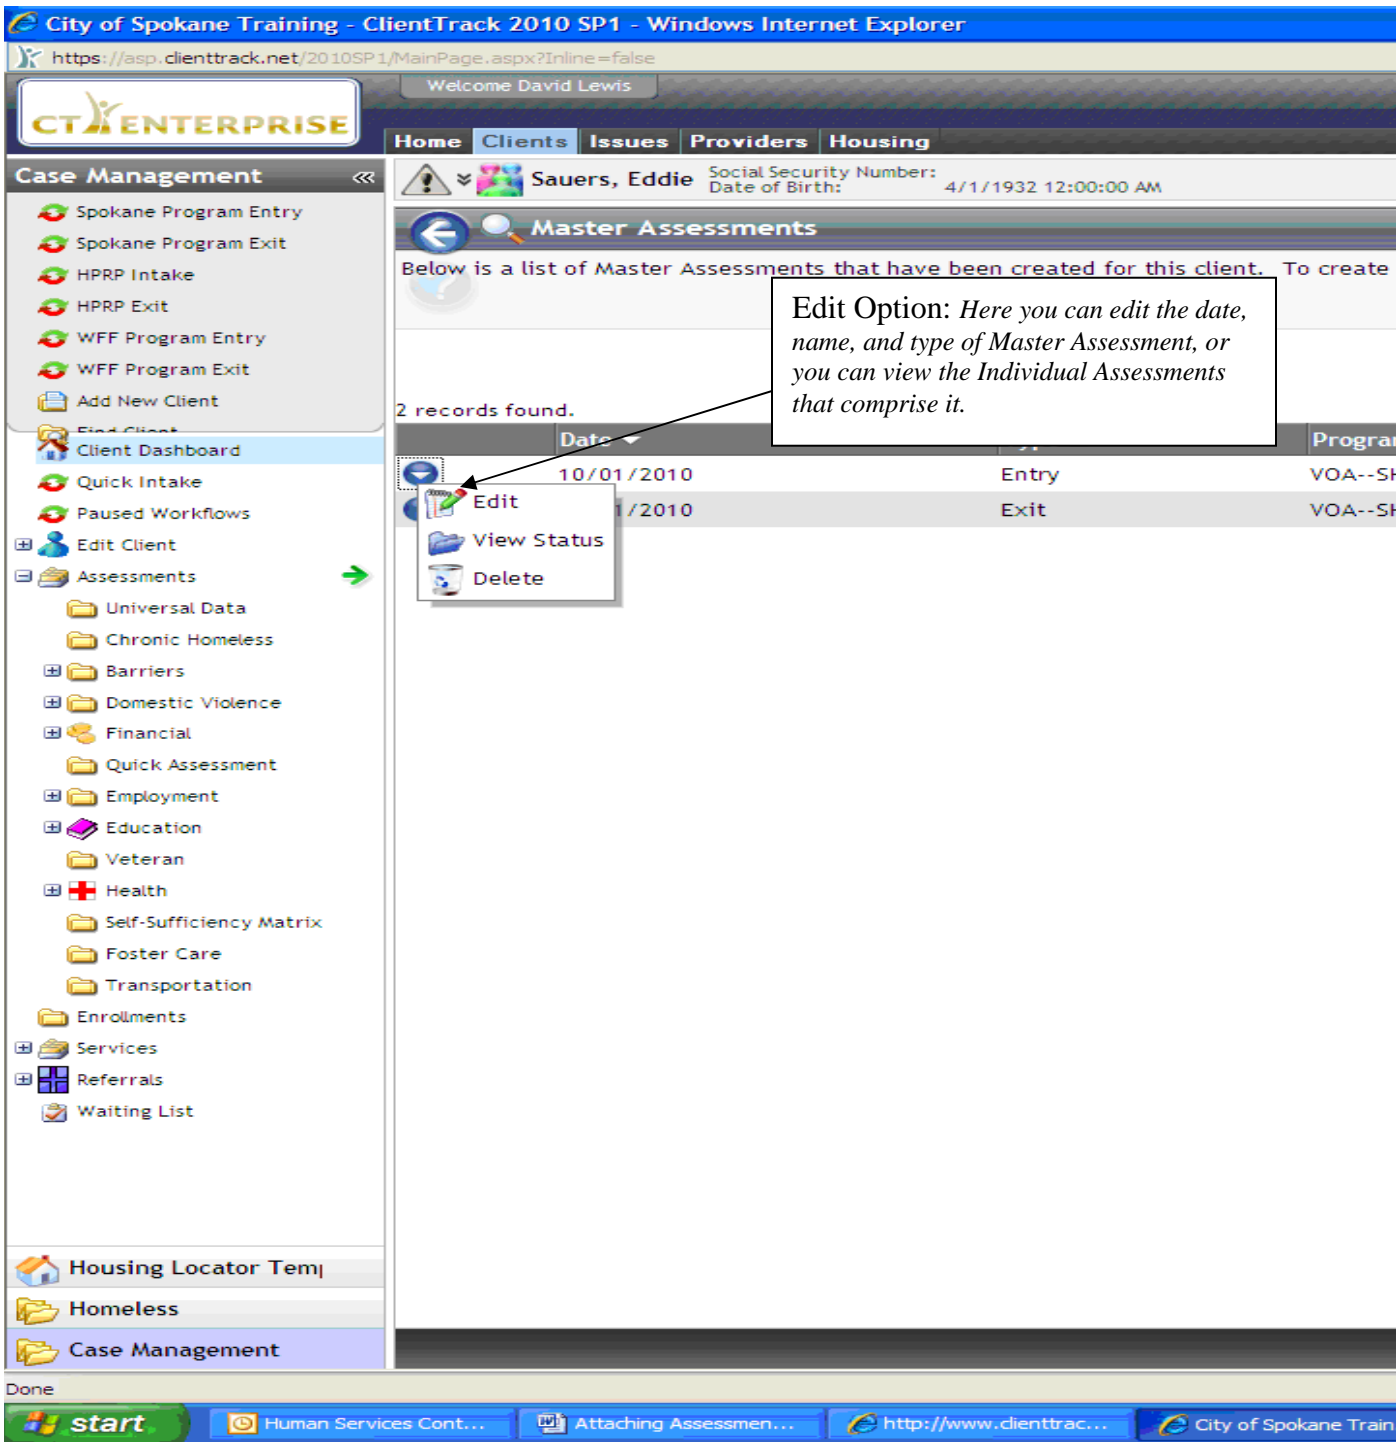 City of Spokane Training - ClientTrack 2010 SP1 - Windows Internet Explorer
https://asp.clienttrack.net/2010SP1/MainPage.aspx?Inline=false
Welcome David Lewis
CT ENTERPRISE
Home Clients Issues Providers Housing
Case Management
Sauers, Eddie Social Security Number:
Date of Birth: 4/1/1932 12:00:00 AM
Spokane Program Entry
Spokane Program Exit
HPRP Intake
HPRP Exit
WFF Program Entry
WFF Program Exit
Add New Client
Find Client
Client Dashboard
Quick Intake
Paused Workflows
Edit Client
Assessments
Universal Data
Chronic Homeless
Barriers
Domestic Violence
Financial
Quick Assessment
Employment
Education
Veteran
Health
Self-Sufficiency Matrix
Foster Care
Transportation
Enrollments
Services
Referrals
Waiting List
Housing Locator Tem
Homeless
Case Management
Master Assessments
Below is a list of Master Assessments that have been created for this client. To create
Edit Option: Here you can edit the date,
name, and type of Master Assessment, or
you can view the Individual Assessments
that comprise it.
2 records found.
Date Progra
10/01/2010 Entry VOA--SH
1/2010 Exit VOA--SH
Edit
View Status
Delete
Done
start Human Services Cont... Attaching Assessmen... http://www.clienttrac... City of Spokane Train